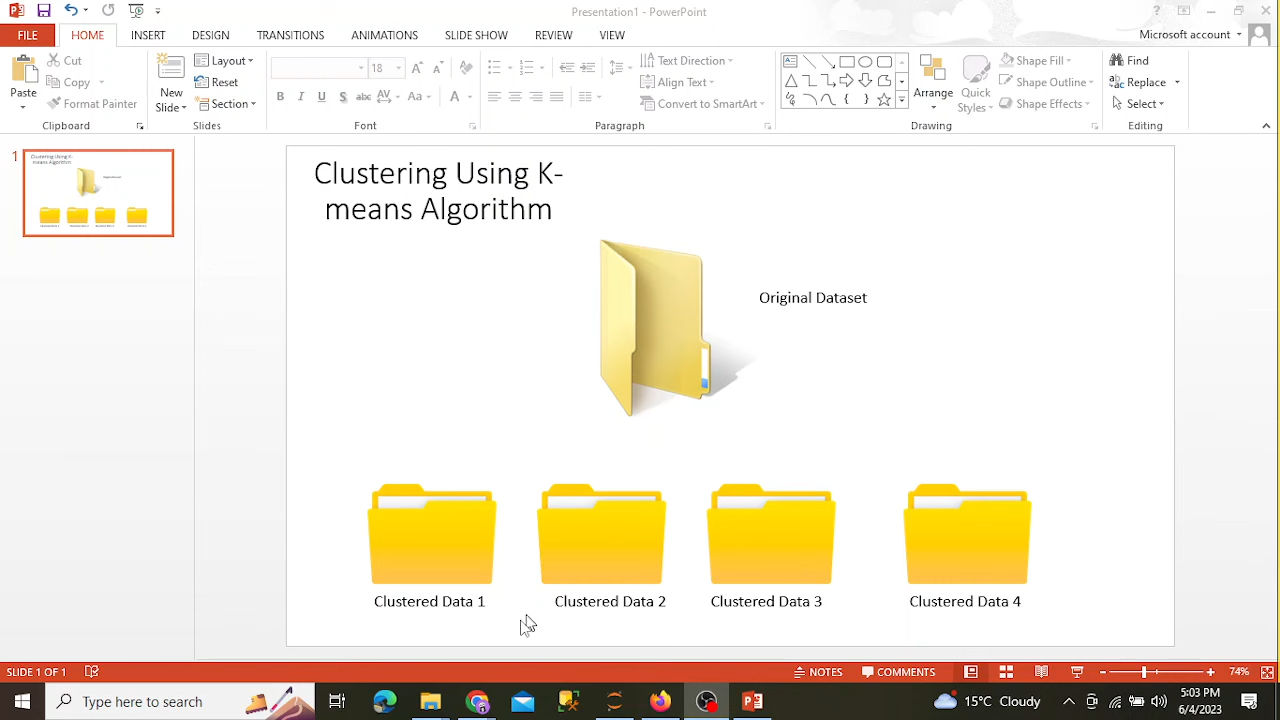 Presentation1 - PowerPoint
FILE HOME INSERT DESIGN TRANSITIONS ANIMATIONS SLIDE SHOW REVIEW VIEW Microsoft account
Paste
Cut
Copy
Format Painter
Clipboard
New
Slide
Layout
Reset
Section
Slides
18
B I U S abc AV Aa A
Font
Text Direction
Align Text
Convert to SmartArt
Paragraph
Arrange
Quick
Styles
Shape Fill
Shape Outline
Shape Effects
Drawing
Find
Replace
Select
Editing
1
Clustering Using K-
means Algorithm
Original Dataset
Clustered Data 1
Clustered Data 2
Clustered Data 3
Clustered Data 4
SLIDE 1 OF 1
NOTES
COMMENTS
74%
Type here to search
15°C Cloudy
5:03 PM
6/4/2023